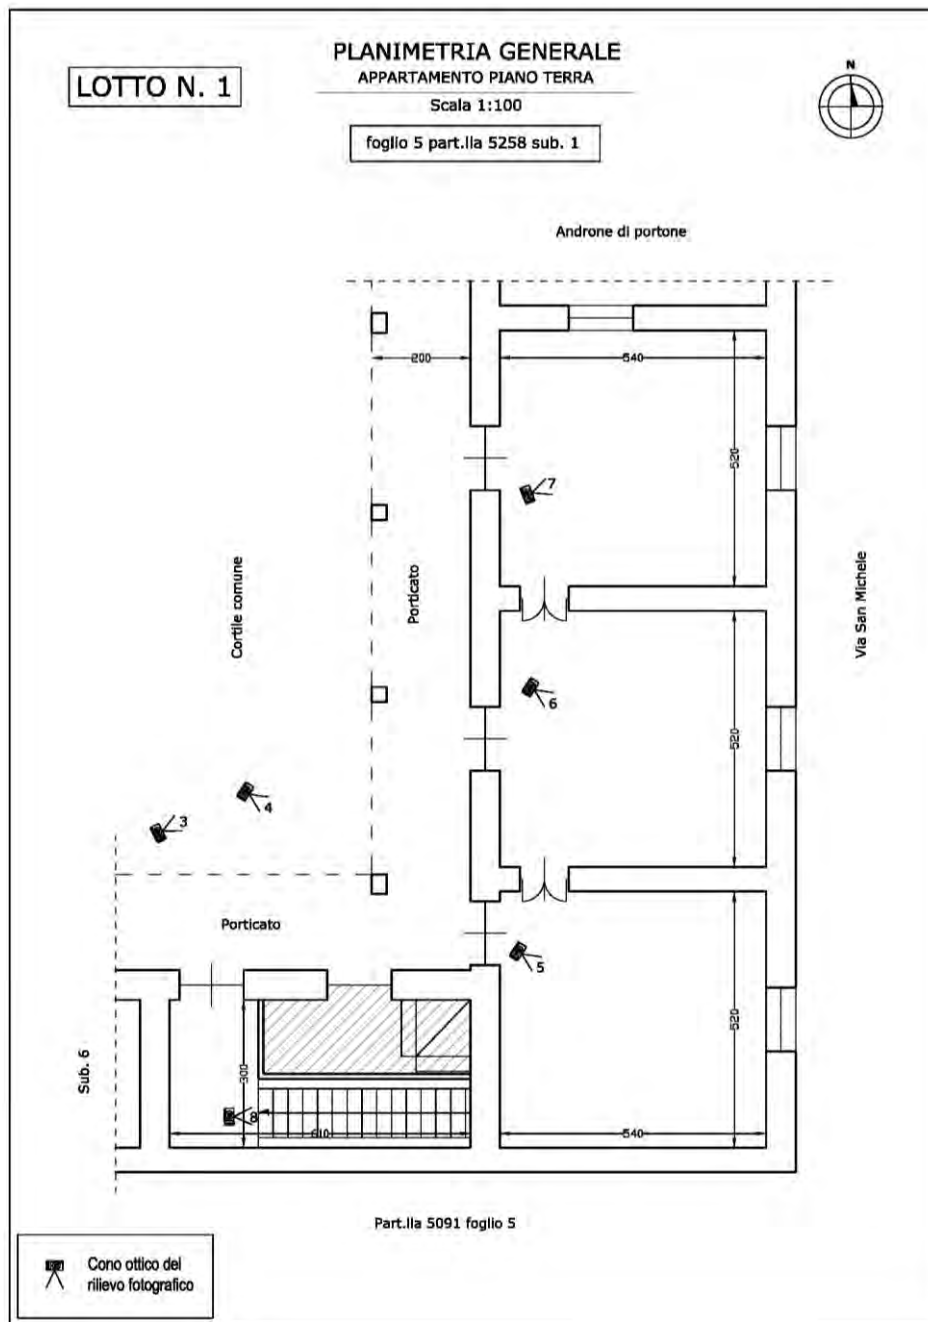 LOTTO N. 1
PLANIMETRIA GENERALE
APPARTAMENTO PIANO TERRA
Scala 1:100
foglio 5 part.lla 5258 sub. 1
N
Androne di portone
200
540
520
7
Cortile comune
Porticato
Via San Michele
6
520
4
3
Porticato
5
520
Sub. 6
300
8
610
540
Part.lla 5091 foglio 5
Cono ottico del
rilievo fotografico